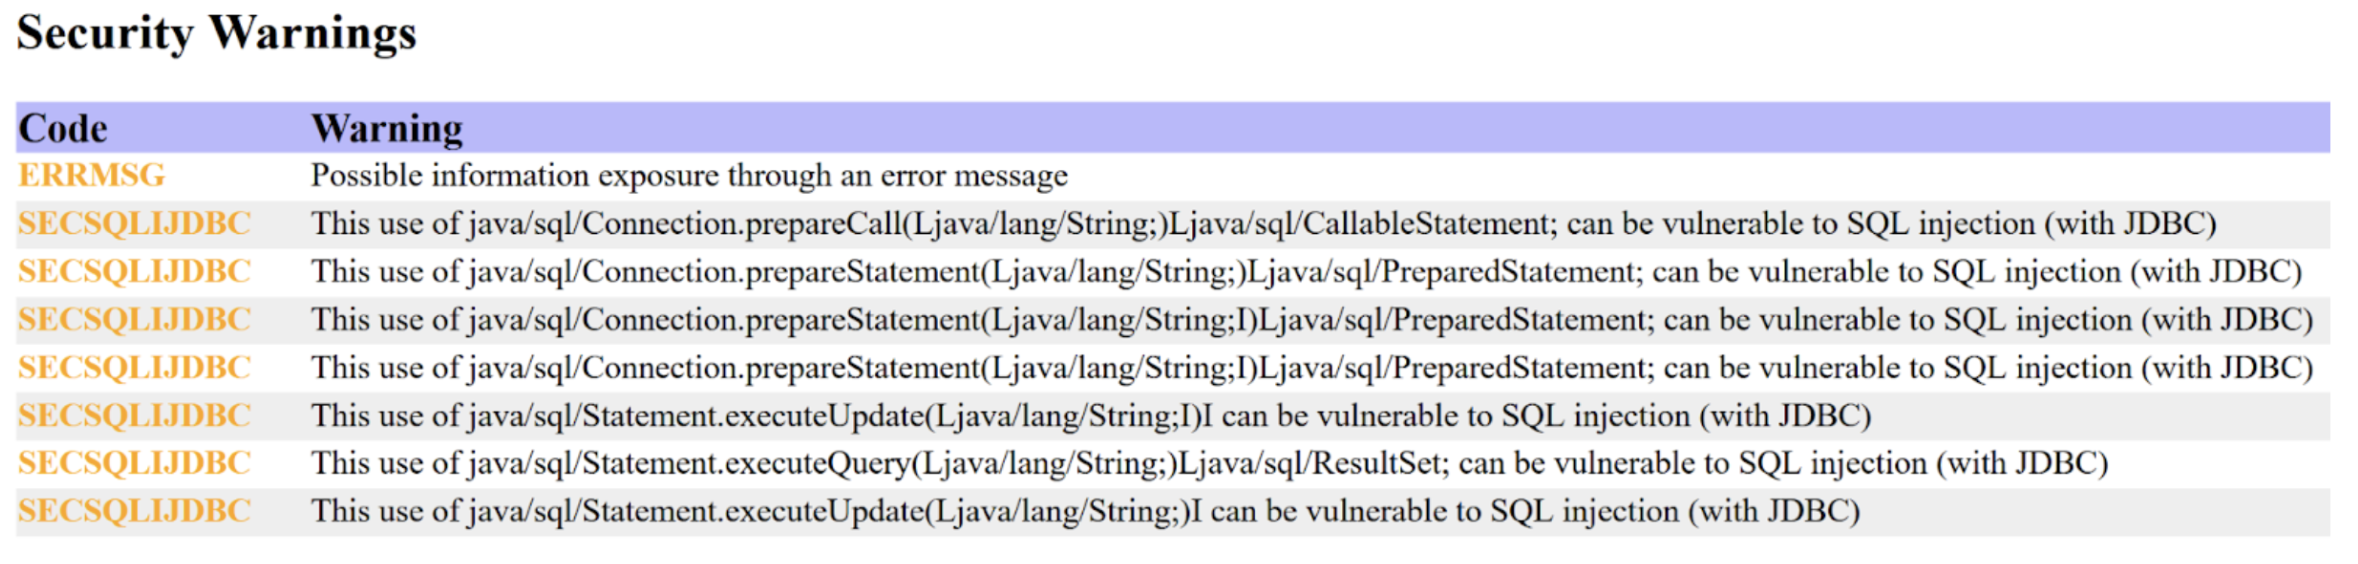 Security Warnings
Code Warning
ERRMSG Possible information exposure through an error message
SECSQLIJDBC This use of java/sql/Connection.prepareCall(Ljava/lang/String;)Ljava/sql/CallableStatement; can be vulnerable to SQL injection (with JDBC)
SECSQLIJDBC This use of java/sql/Connection.prepareStatement(Ljava/lang/String;)Ljava/sql/PreparedStatement; can be vulnerable to SQL injection (with JDBC)
SECSQLIJDBC This use of java/sql/Connection.prepareStatement(Ljava/lang/String;I)Ljava/sql/PreparedStatement; can be vulnerable to SQL injection (with JDBC)
SECSQLIJDBC This use of java/sql/Connection.prepareStatement(Ljava/lang/String;I)Ljava/sql/PreparedStatement; can be vulnerable to SQL injection (with JDBC)
SECSQLIJDBC This use of java/sql/Statement.executeUpdate(Ljava/lang/String;I)I can be vulnerable to SQL injection (with JDBC)
SECSQLIJDBC This use of java/sql/Statement.executeQuery(Ljava/lang/String;)Ljava/sql/ResultSet; can be vulnerable to SQL injection (with JDBC)
SECSQLIJDBC This use of java/sql/Statement.executeUpdate(Ljava/lang/String;)I can be vulnerable to SQL injection (with JDBC)